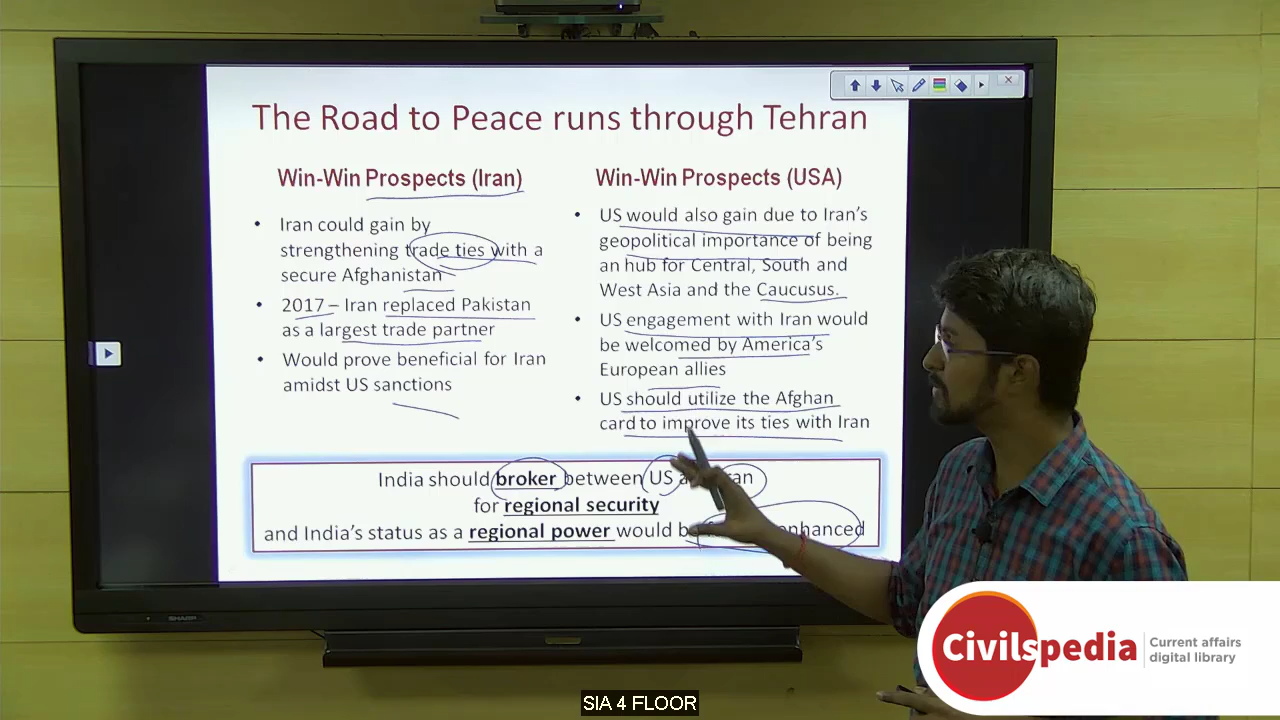 The Road to Peace runs through Tehran
Win-Win Prospects (Iran)
• Iran could gain by
strengthening trade ties with a
secure Afghanistan
• 2017 – Iran replaced Pakistan
as a largest trade partner
• Would prove beneficial for Iran
amidst US sanctions
Win-Win Prospects (USA)
• US would also gain due to Iran's
geopolitical importance of being
an hub for Central, South and
West Asia and the Caucusus.
• US engagement with Iran would
be welcomed by America's
European allies
• US should utilize the Afghan
card to improve its ties with Iran
India should broker between US
for regional security
and India's status as a regional power would be enhanced
SHARP
Civilspedia
Current affairs
digital library
SIA 4 FLOOR